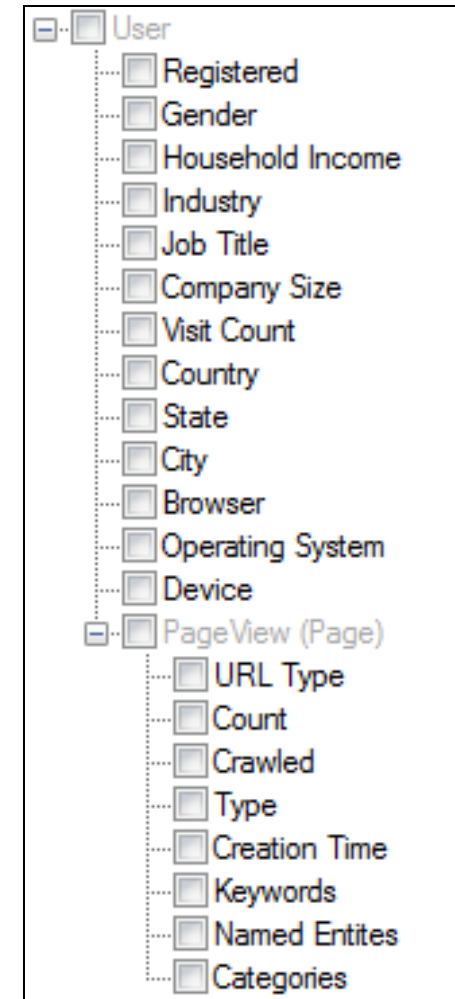 User
Registered
Gender
Household Income
Industry
Job Title
Company Size
Visit Count
Country
State
City
Browser
Operating System
Device
PageView (Page)
URL Type
Count
Crawled
Type
Creation Time
Keywords
Named Entites
Categories